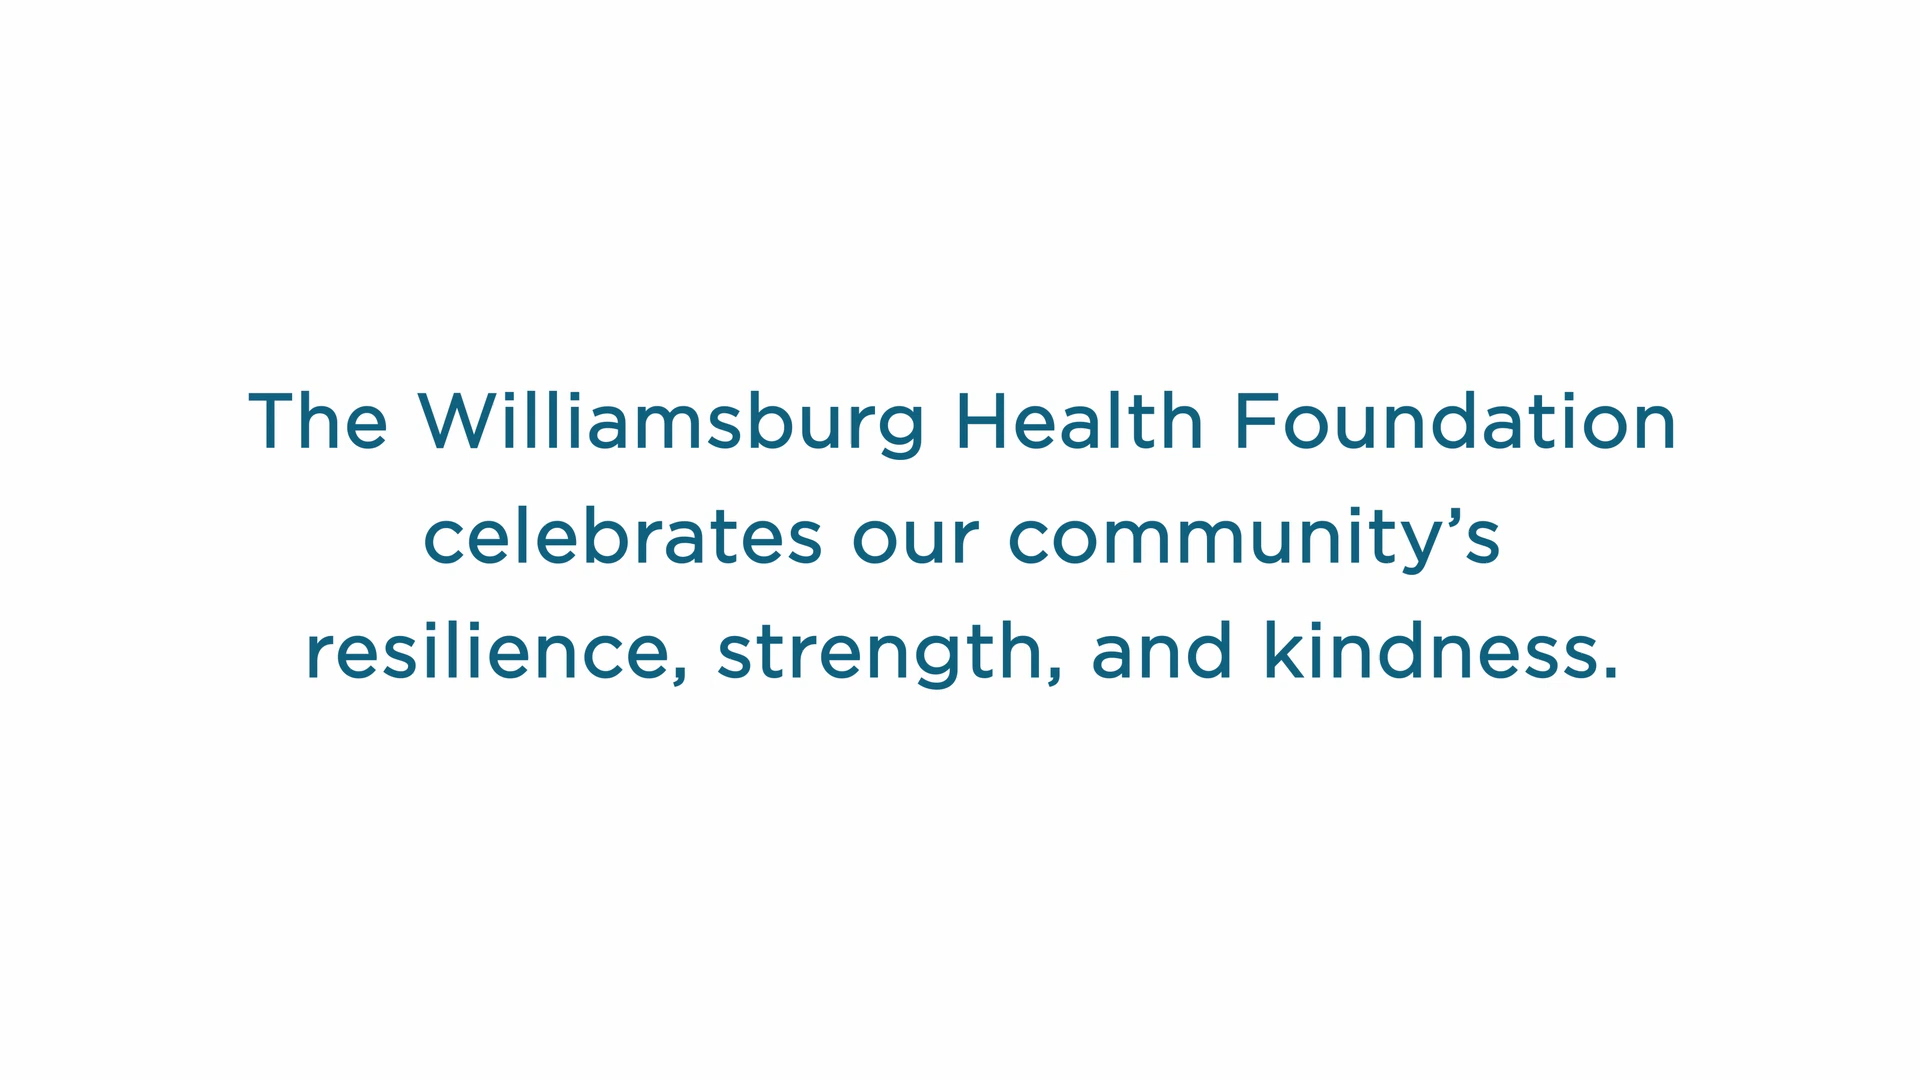 The Williamsburg Health Foundation
celebrates our community’s
resilience, strength, and kindness.